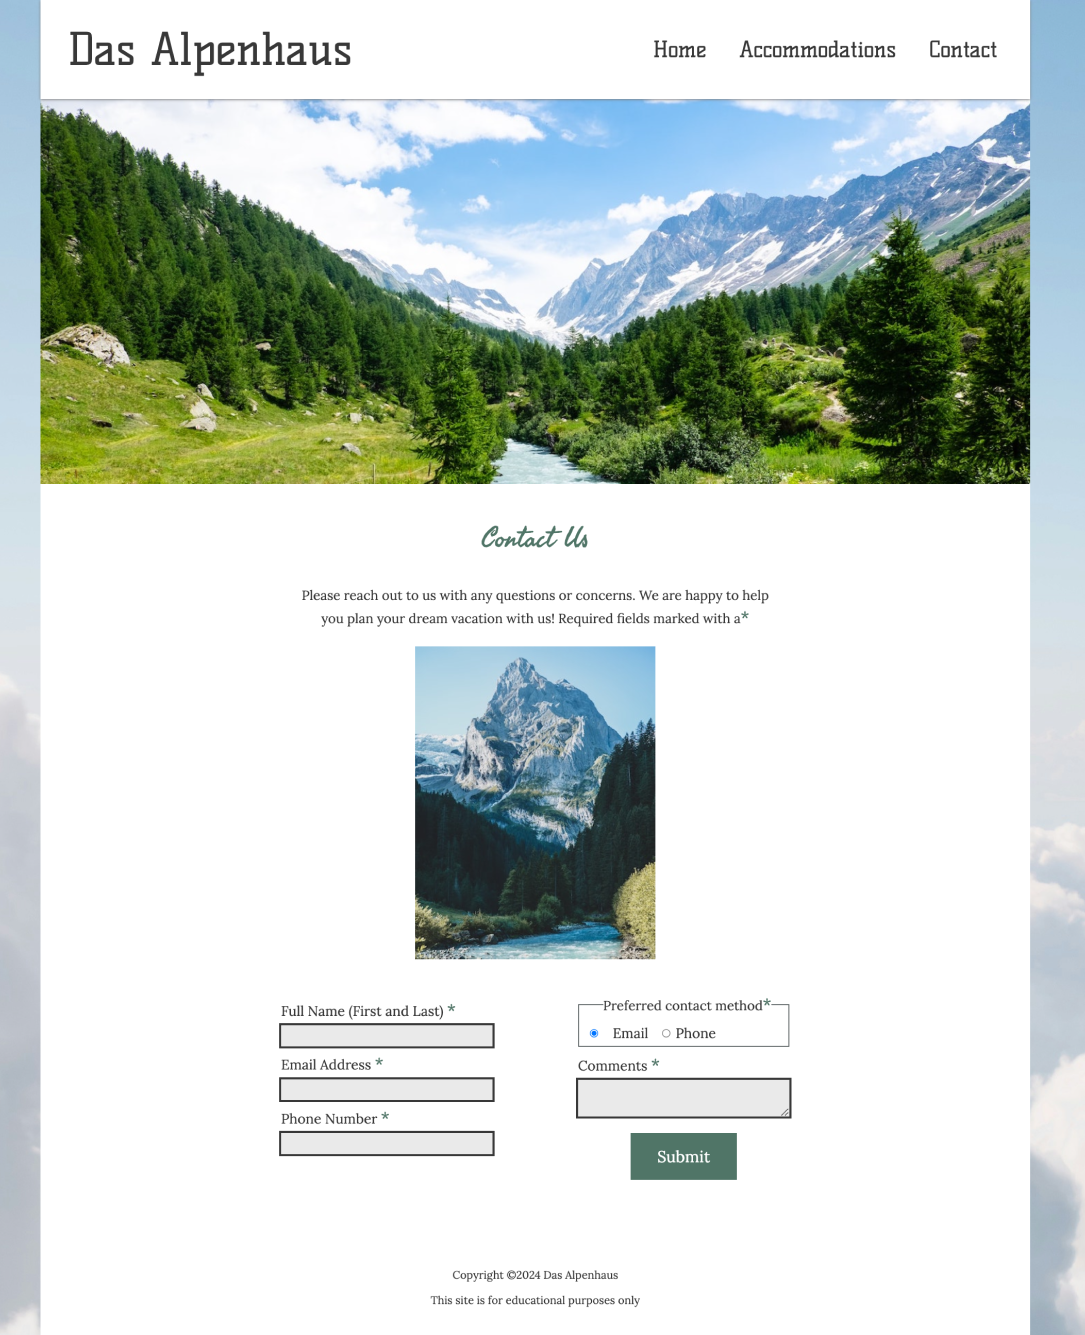 Das Alpenhaus
Home Accommodations Contact
Contact Us
Please reach out to us with any questions or concerns. We are happy to help
you plan your dream vacation with us! Required fields marked with a*
Full Name (First and Last) *
Email Address *
Phone Number *
Preferred contact method*
Email Phone
Comments *
Submit
Copyright ©2024 Das Alpenhaus
This site is for educational purposes only